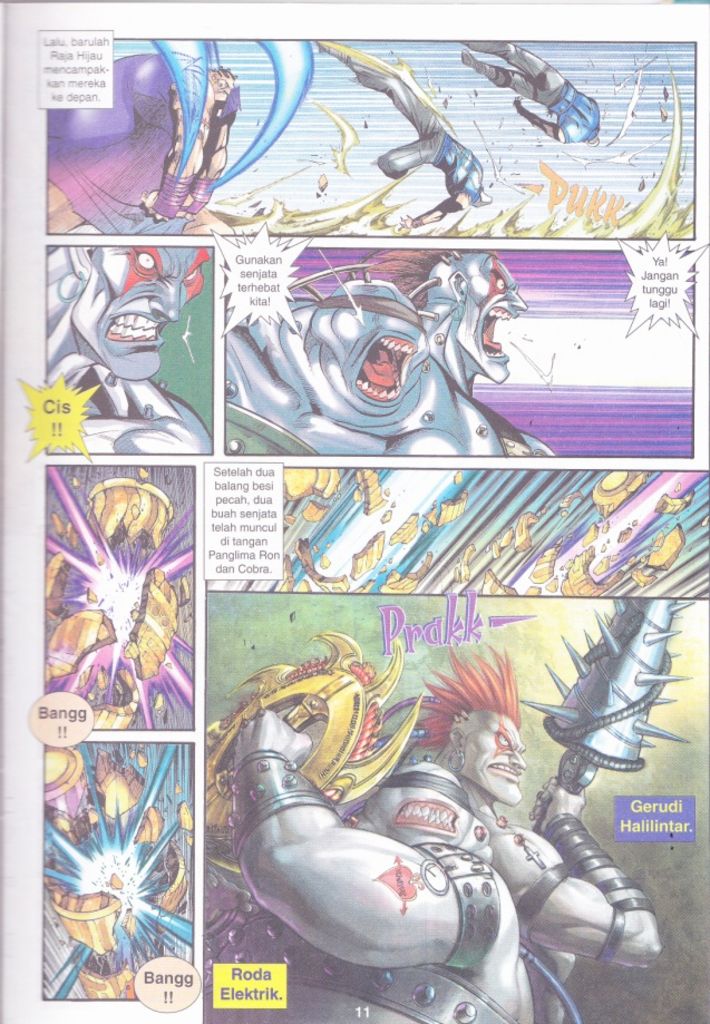 Lalu, barulah
Raja Hijau
mencampak-
kan mereka
ke depan.
PUKK
Cis
!!
Gunakan
senjata
terhebat
kita!
Ya!
Jangan
tunggu
lagi!
Bangg
!!
Bangg
!!
Setelah dua
balang besi
pecah, dua
buah senjata
telah muncul
di tangan
Panglima Ron
dan Cobra.
Prakk
Gerudi
Halilintar.
Roda
Elektrik.
11